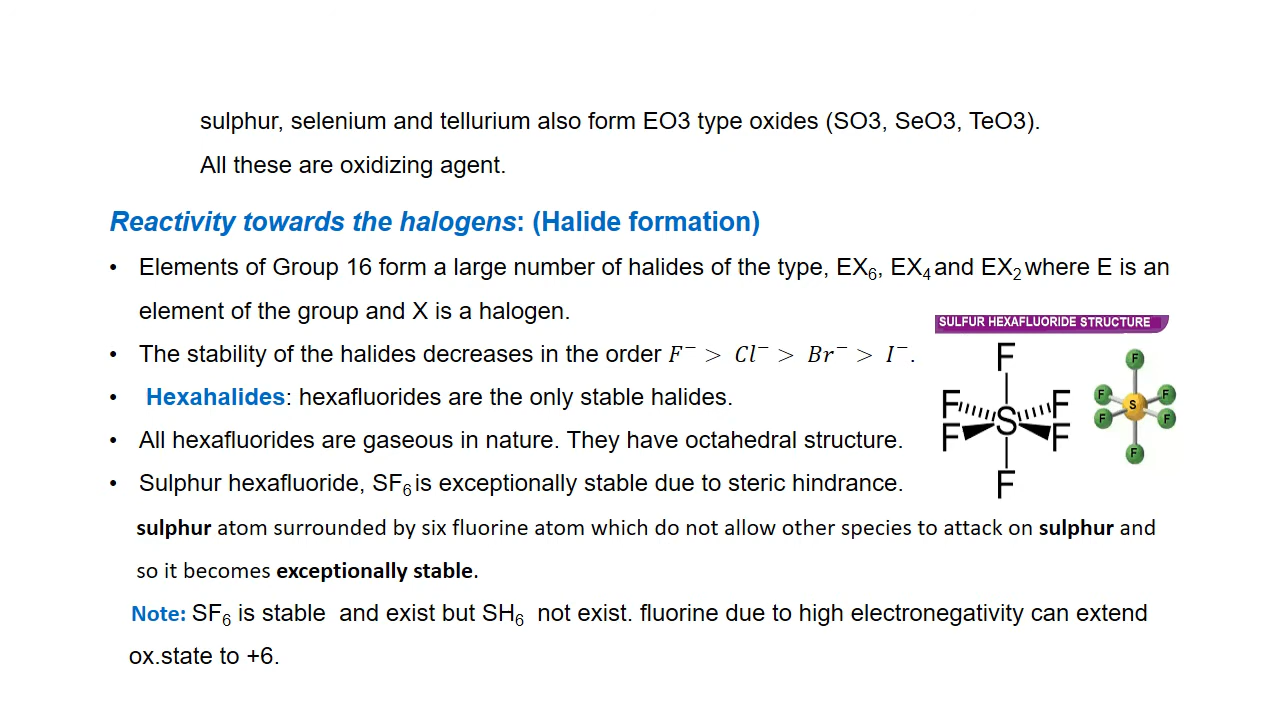 sulphur, selenium and tellurium also form EO3 type oxides (SO3, SeO3, TeO3).
All these are oxidizing agent.
Reactivity towards the halogens: (Halide formation)
• Elements of Group 16 form a large number of halides of the type, EX₆, EX₄ and EX₂ where E is an
element of the group and X is a halogen.
SULFUR HEXAFLUORIDE STRUCTURE
• The stability of the halides decreases in the order F⁻ > Cl⁻ > Br⁻ > I⁻.
• Hexahalides: hexafluorides are the only stable halides.
• All hexafluorides are gaseous in nature. They have octahedral structure.
• Sulphur hexafluoride, SF₆ is exceptionally stable due to steric hindrance.
F
F F
S
F F
F
F
F F
S
F F
F
sulphur atom surrounded by six fluorine atom which do not allow other species to attack on sulphur and
so it becomes exceptionally stable.
Note: SF₆ is stable and exist but SH₆ not exist. fluorine due to high electronegativity can extend
ox.state to +6.